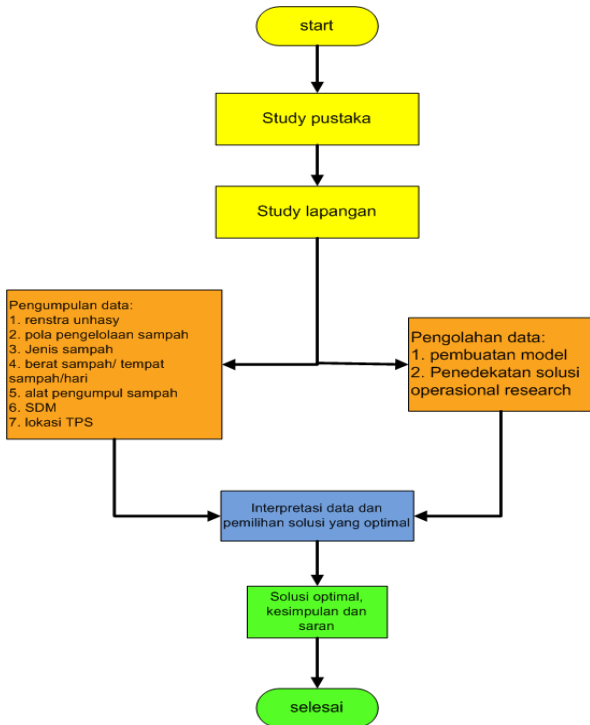 start
Study pustaka
Study lapangan
Pengumpulan data:
1. renstra unhasy
2. pola pengelolaan sampah
3. Jenis sampah
4. berat sampah/ tempat
sampah/hari
5. alat pengumpul sampah
6. SDM
7. lokasi TPS
Pengolahan data:
1. pembuatan model
2. Penedekatan solusi
operasional research
Interpretasi data dan
pemilihan solusi yang optimal
Solusi optimal,
kesimpulan dan
saran
selesai